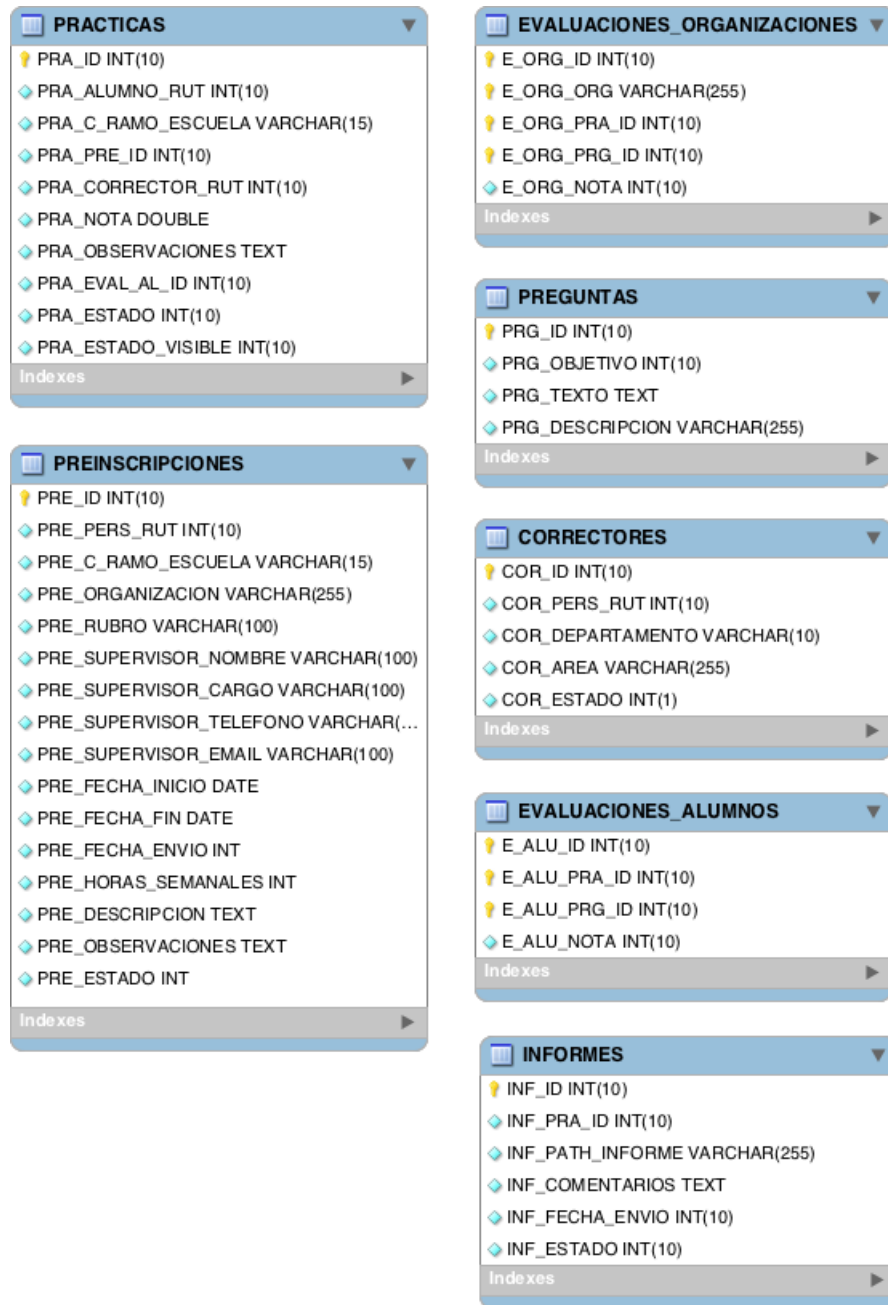 PRACTICAS
PRA_ID INT(10)
PRA_ALUMNO_RUT INT(10)
PRA_C_RAMO_ESCUELA VARCHAR(15)
PRA_PRE_ID INT(10)
PRA_CORRECTOR_RUT INT(10)
PRA_NOTA DOUBLE
PRA_OBSERVACIONES TEXT
PRA_EVAL_AL_ID INT(10)
PRA_ESTADO INT(10)
PRA_ESTADO_VISIBLE INT(10)
Indexes
PREINSCRIPCIONES
PRE_ID INT(10)
PRE_PERS_RUT INT(10)
PRE_C_RAMO_ESCUELA VARCHAR(15)
PRE_ORGANIZACION VARCHAR(255)
PRE_RUBRO VARCHAR(100)
PRE_SUPERVISOR_NOMBRE VARCHAR(100)
PRE_SUPERVISOR_CARGO VARCHAR(100)
PRE_SUPERVISOR_TELEFONO VARCHAR(...
PRE_SUPERVISOR_EMAIL VARCHAR(100)
PRE_FECHA_INICIO DATE
PRE_FECHA_FIN DATE
PRE_FECHA_ENVIO INT
PRE_HORAS_SEMANALES INT
PRE_DESCRIPCION TEXT
PRE_OBSERVACIONES TEXT
PRE_ESTADO INT
Indexes
EVALUACIONES_ORGANIZACIONES
E_ORG_ID INT(10)
E_ORG_ORG VARCHAR(255)
E_ORG_PRA_ID INT(10)
E_ORG_PRG_ID INT(10)
E_ORG_NOTA INT(10)
Indexes
PREGUNTAS
PRG_ID INT(10)
PRG_OBJETIVO INT(10)
PRG_TEXTO TEXT
PRG_DESCRIPCION VARCHAR(255)
Indexes
CORRECTORES
COR_ID INT(10)
COR_PERS_RUT INT(10)
COR_DEPARTAMENTO VARCHAR(10)
COR_AREA VARCHAR(255)
COR_ESTADO INT(1)
Indexes
EVALUACIONES_ALUMNOS
E_ALU_ID INT(10)
E_ALU_PRA_ID INT(10)
E_ALU_PRG_ID INT(10)
E_ALU_NOTA INT(10)
Indexes
INFORMES
INF_ID INT(10)
INF_PRA_ID INT(10)
INF_PATH_INFORME VARCHAR(255)
INF_COMENTARIOS TEXT
INF_FECHA_ENVIO INT(10)
INF_ESTADO INT(10)
Indexes